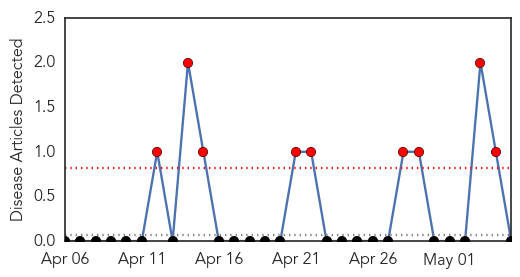 2.5
2.0
1.5
1.0
0.5
0.0
Disease Articles Detected
Apr 06
Apr 11
Apr 16
Apr 21
Apr 26
May 01